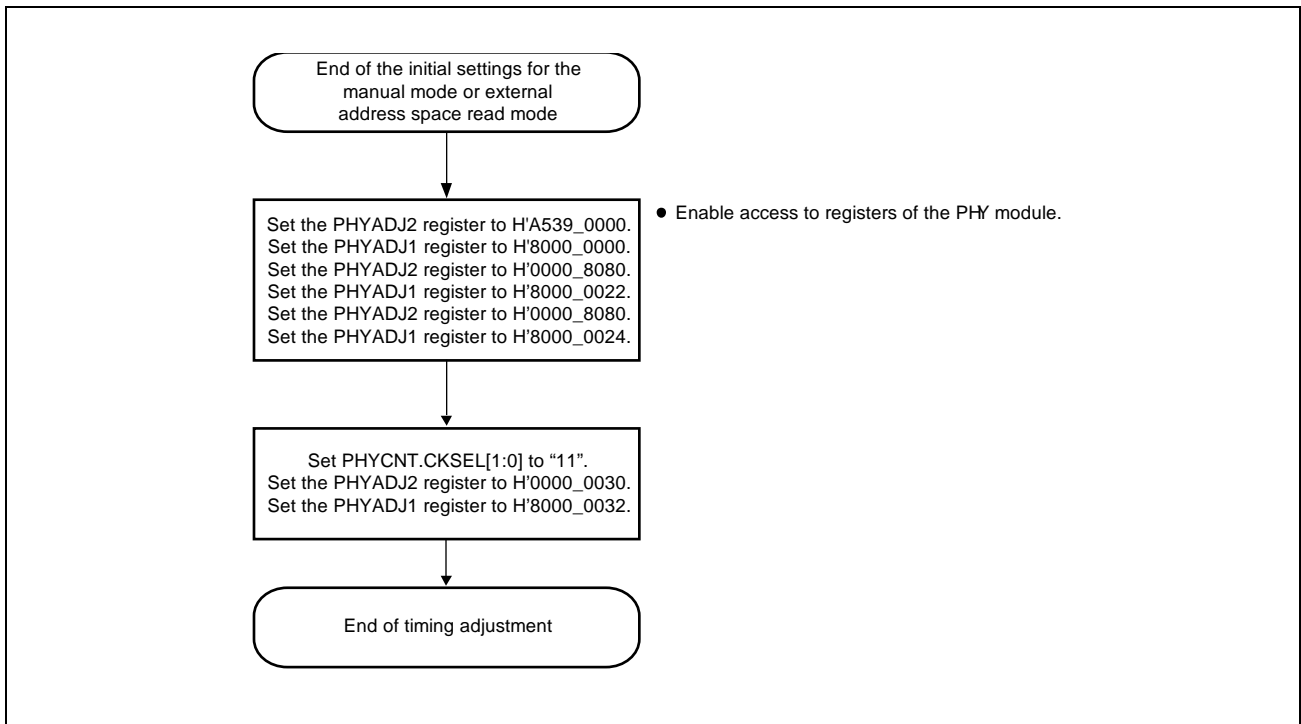 End of the initial settings for the
manual mode or external
address space read mode
Set the PHYADJ2 register to H'A539_0000.
● Enable access to registers of the PHY module.
Set the PHYADJ1 register to H'8000_0000.
Set the PHYADJ2 register to H'0000_8080.
Set the PHYADJ1 register to H'8000_0022.
Set the PHYADJ2 register to H'0000_8080.
Set the PHYADJ1 register to H'8000_0024.
Set PHYCNT.CKSEL[1:0] to “11”.
Set the PHYADJ2 register to H'0000_0030.
Set the PHYADJ1 register to H'8000_0032.
End of timing adjustment